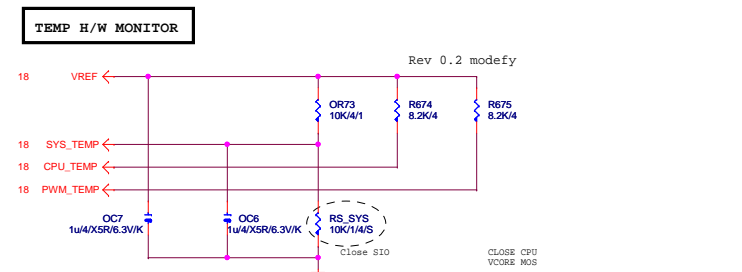 TEMP H/W MONITOR
Rev 0.2 modefy
18 VREF
OR73
10K/4/1
R674
8.2K/4
R675
8.2K/4
18 SYS_TEMP
18 CPU_TEMP
18 PWM_TEMP
OC7
1u/4/X5R/6.3V/K
OC6
1u/4/X5R/6.3V/K
RS_SYS
10K/1/4/S
Close SIO
CLOSE CPU
VCORE MOS